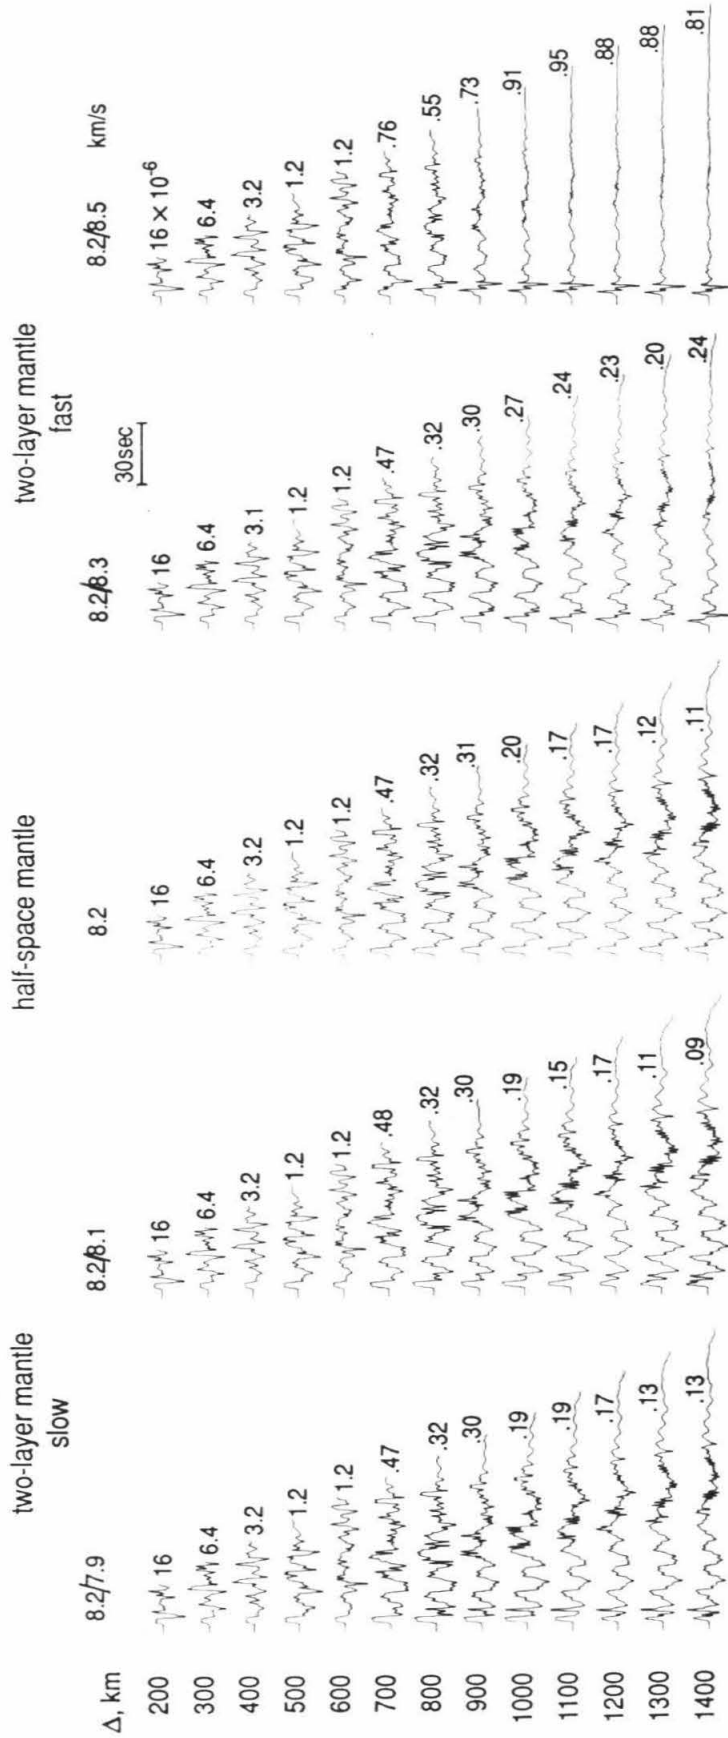 two-layer mantle slow
half-space mantle
two-layer mantle fast
Δ, km 8.2/7.9 8.2/8.1 8.2 8.2/8.3 8.2/8.5 km/s
30sec
200 16 16 16 16 16 × 10⁻⁶
300 6.4 6.4 6.4 6.4 6.4
400 3.2 3.2 3.2 3.1 3.2
500 1.2 1.2 1.2 1.2 1.2
600 1.2 1.2 1.2 1.2 1.2
700 .47 .48 .47 .47 .76
800 .32 .32 .32 .32 .55
900 .30 .30 .31 .30 .73
1000 .19 .19 .20 .27 .91
1100 .19 .15 .17 .24 .95
1200 .17 .17 .17 .23 .88
1300 .13 .11 .12 .20 .88
1400 .13 .09 .11 .24 .81